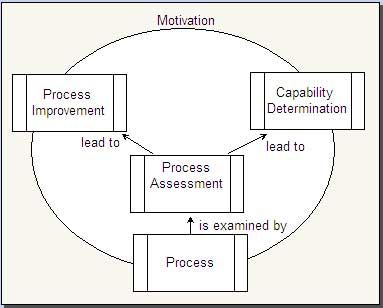 Motivation
Process
Improvement
Capability
Determination
lead to
lead to
Process
Assessment
is examined by
Process